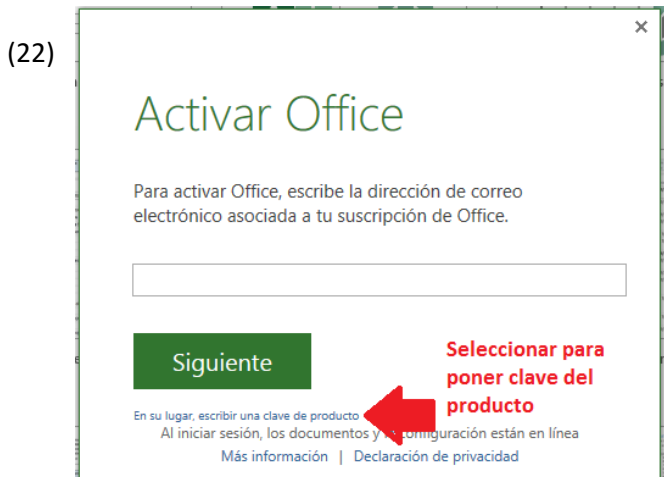 (22)
×
Activar Office
Para activar Office, escribe la dirección de correo
electrónico asociada a tu suscripción de Office.
Siguiente
Seleccionar para
poner clave del
producto
En su lugar, escribir una clave de producto
Al iniciar sesión, los documentos y configuración están en línea
Más información | Declaración de privacidad